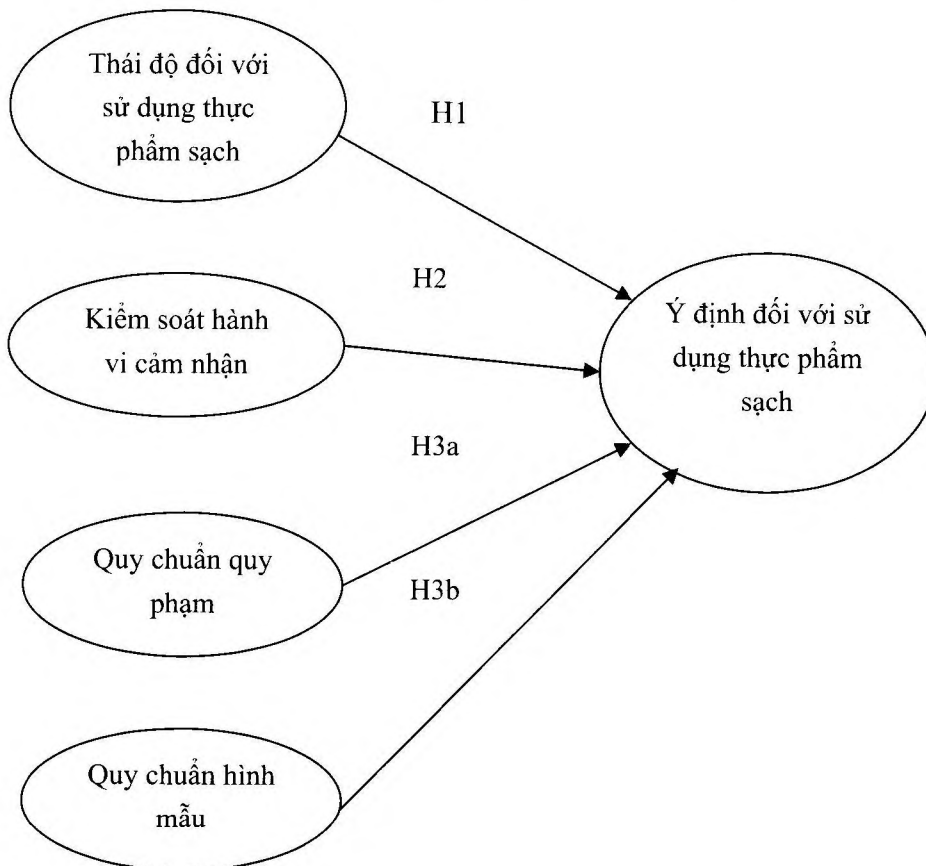 Thái độ đối với
sử dụng thực
phẩm sạch
H1
H2
Kiểm soát hành
vi cảm nhận
Ý định đối với sử
dụng thực phẩm
sạch
H3a
Quy chuẩn quy
phạm
H3b
Quy chuẩn hình
mẫu